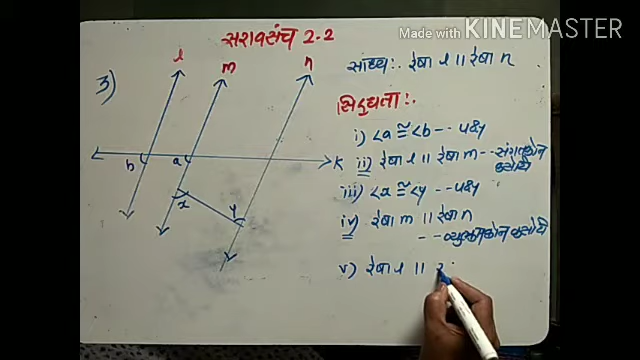 Made with KINEMASTER
सरावसंच 2.2
3)
l
m
n
b
a
k
x
y
साध्य:- रेषा l || रेषा n
सिद्धता:-
i) <a ≅ <b -- पक्ष
ii) रेषा l || रेषा m -- संगतकोन कसोटी
iii) <x ≅ <y -- पक्ष
iv) रेषा m || रेषा n
-- व्युत्क्रमकोन कसोटी
v) रेषा l || रे